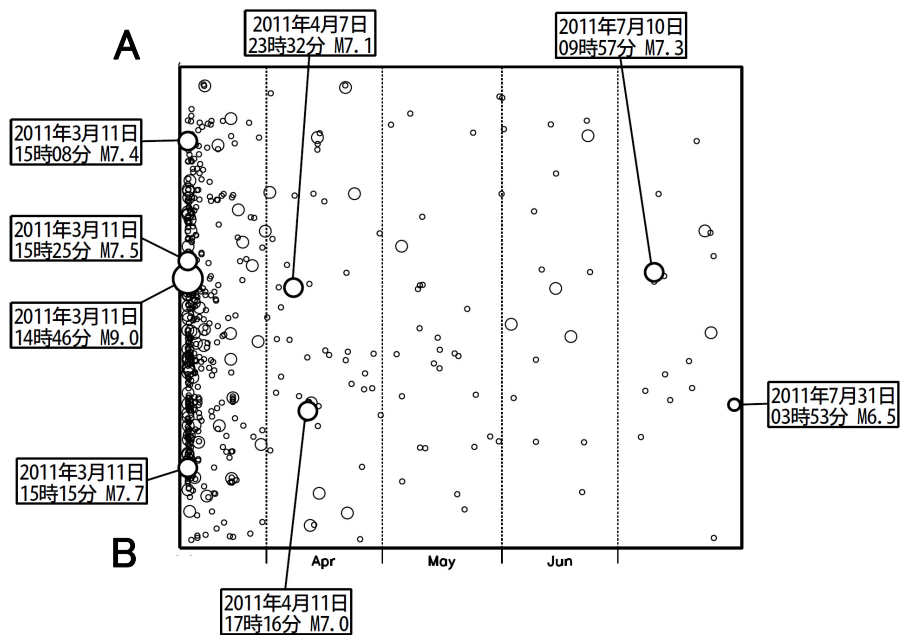 2011年4月7日
23時32分 M7.1
2011年7月10日
09時57分 M7.3
A
2011年3月11日
15時08分 M7.4
2011年3月11日
15時25分 M7.5
2011年3月11日
14時46分 M9.0
2011年7月31日
03時53分 M6.5
2011年3月11日
15時15分 M7.7
B
Apr
May
Jun
2011年4月11日
17時16分 M7.0